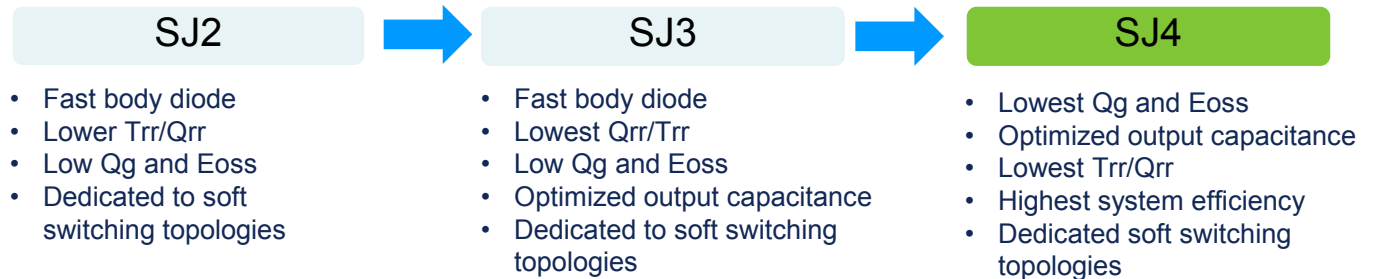 SJ2
• Fast body diode
• Lower Trr/Qrr
• Low Qg and Eoss
• Dedicated to soft
switching topologies
SJ3
• Fast body diode
• Lowest Qrr/Trr
• Low Qg and Eoss
• Optimized output capacitance
• Dedicated to soft switching
topologies
SJ4
• Lowest Qg and Eoss
• Optimized output capacitance
• Lowest Trr/Qrr
• Highest system efficiency
• Dedicated soft switching
topologies